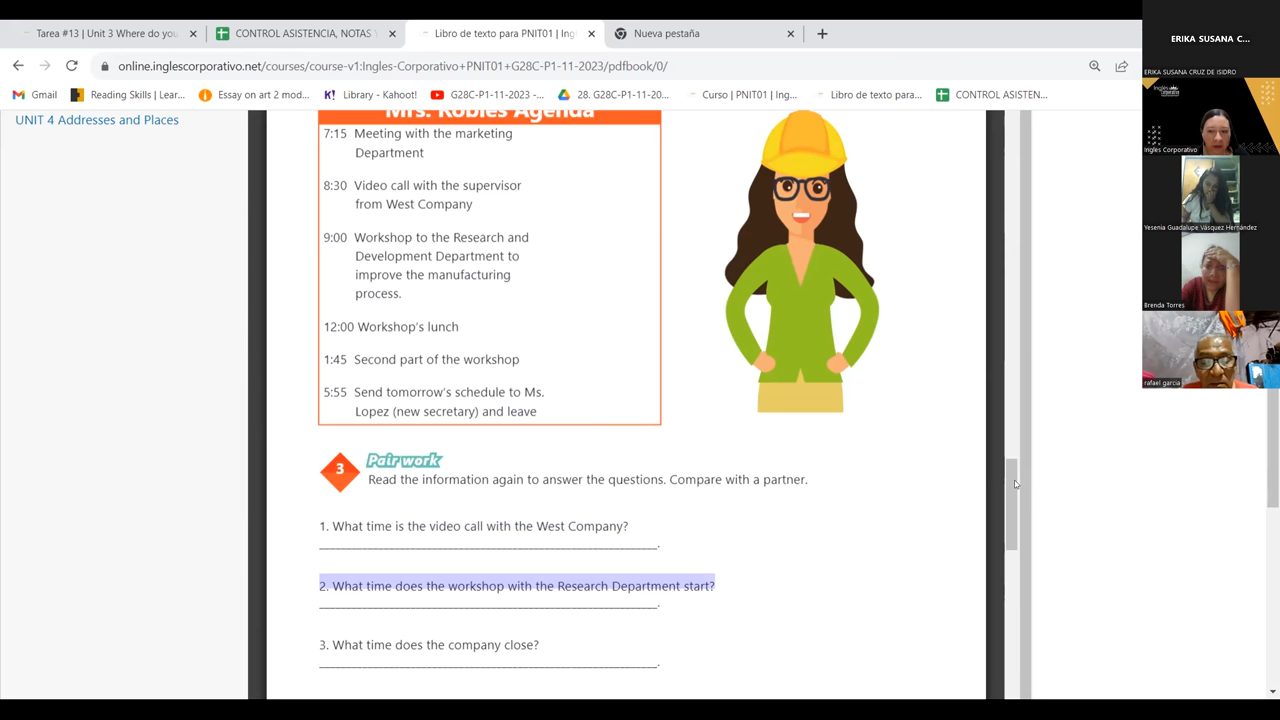 Tarea #13 | Unit 3 Where do you
CONTROL ASISTENCIA, NOTAS Y
Libro de texto para PNIT01 | Ing
Nueva pestaña
online.inglescorporativo.net/courses/course-v1:Ingles-Corporativo+PNIT01+G28C-P1-11-2023/pdfbook/0/
Gmail
Reading Skills | Lear...
Essay on art 2 mod...
Library - Kahoot!
G28C-P1-11-2023 -...
28. G28C-P1-11-20...
Curso | PNIT01 | Ing...
Libro de texto para...
CONTROL ASISTEN...
UNIT 4 Addresses and Places
Mrs. Robles Agenda
7:15 Meeting with the marketing
Department
8:30 Video call with the supervisor
from West Company
9:00 Workshop to the Research and
Development Department to
improve the manufacturing
process.
12:00 Workshop's lunch
1:45 Second part of the workshop
5:55 Send tomorrow's schedule to Ms.
Lopez (new secretary) and leave
3
Pair work
Read the information again to answer the questions. Compare with a partner.
1. What time is the video call with the West Company?
2. What time does the workshop with the Research Department start?
3. What time does the company close?
ERIKA SUSANA C...
ERIKA SUSANA CRUZ DE ISIDRO
Ingles Corporativo
Yesenia Guadalupe Vásquez Hernández
Brenda Torres
rafael garcia